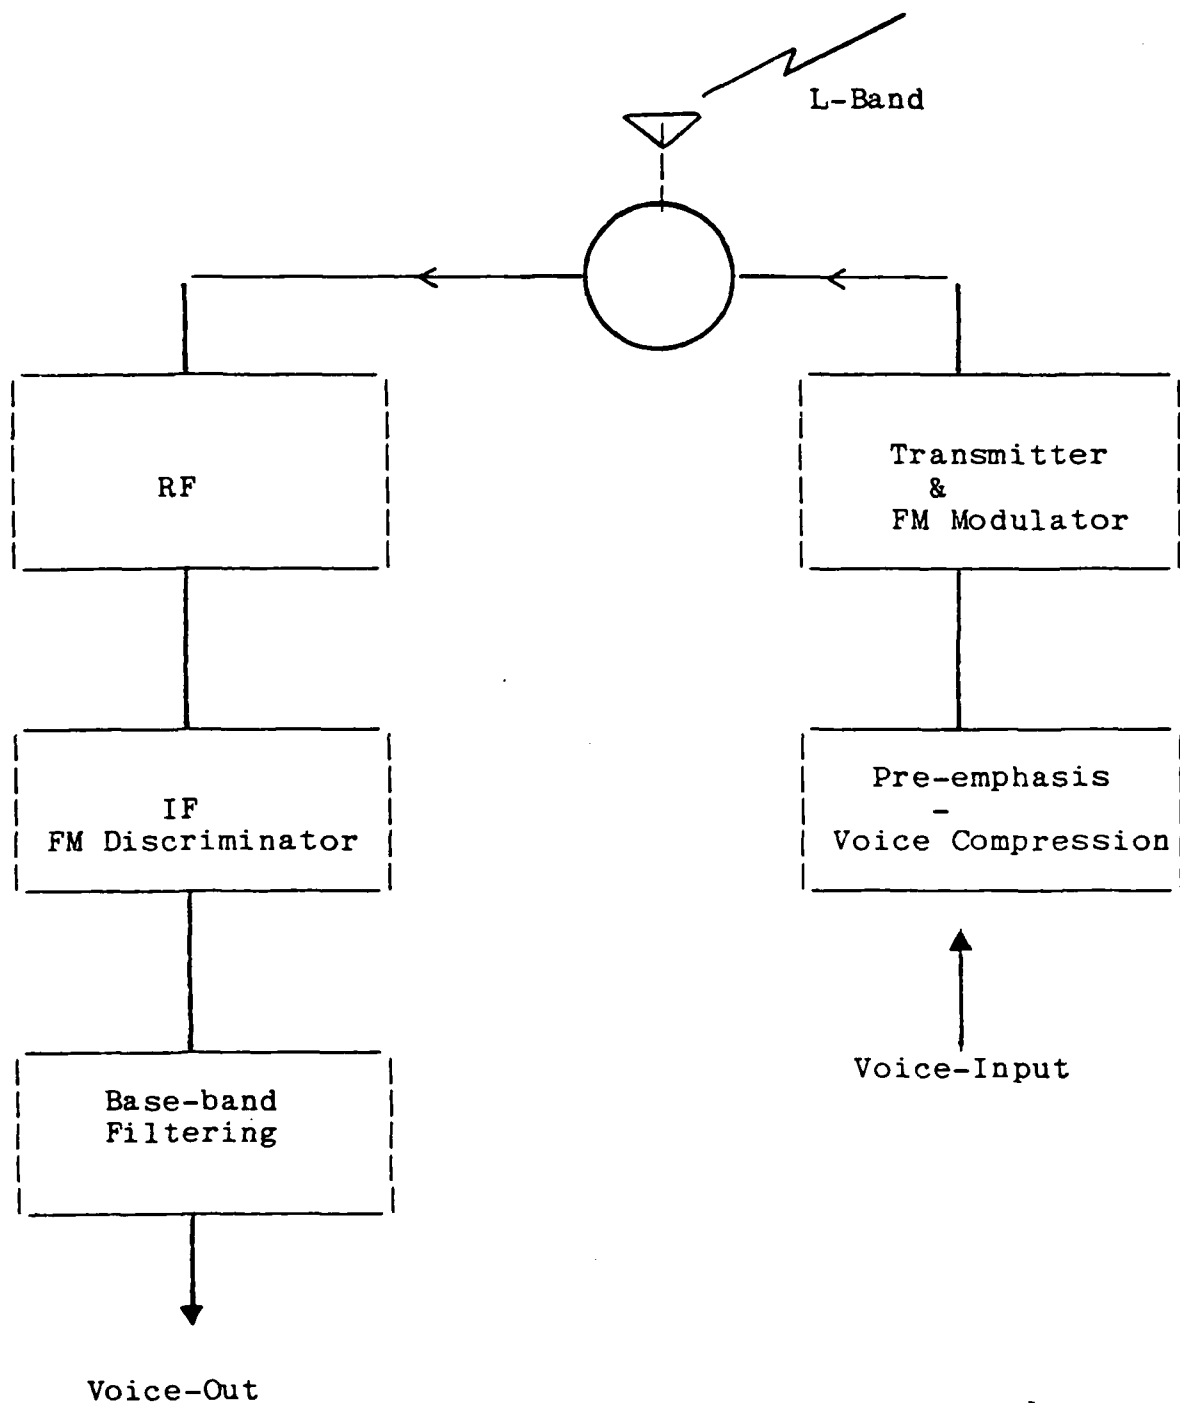 L-Band
RF
Transmitter
&
FM Modulator
IF
FM Discriminator
Pre-emphasis
-
Voice Compression
Base-band
Filtering
Voice-Input
Voice-Out